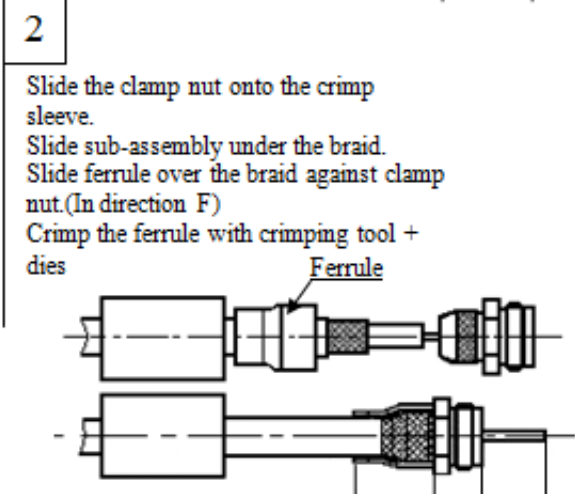 2
Slide the clamp nut onto the crimp
sleeve.
Slide sub-assembly under the braid.
Slide ferrule over the braid against clamp
nut.(In direction F)
Crimp the ferrule with crimping tool +
dies
Ferrule